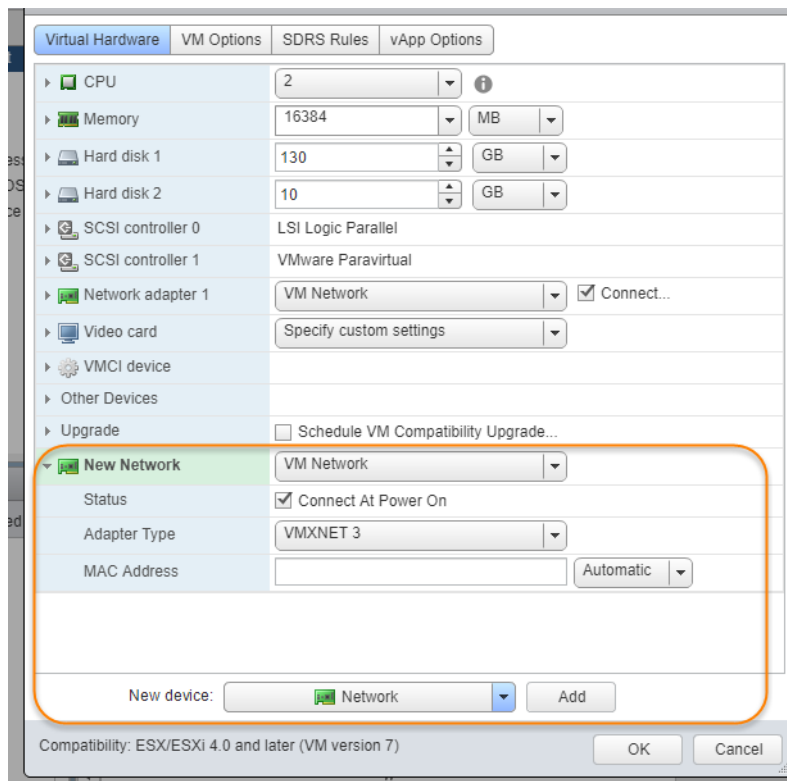 Virtual Hardware VM Options SDRS Rules vApp Options
CPU 2
Memory 16384 MB
Hard disk 1 130 GB
Hard disk 2 10 GB
SCSI controller 0 LSI Logic Parallel
SCSI controller 1 VMware Paravirtual
Network adapter 1 VM Network Connect...
Video card Specify custom settings
VMCI device
Other Devices
Upgrade Schedule VM Compatibility Upgrade...
New Network VM Network
Status Connect At Power On
Adapter Type VMXNET 3
MAC Address Automatic
New device: Network Add
Compatibility: ESX/ESXi 4.0 and later (VM version 7) OK Cancel